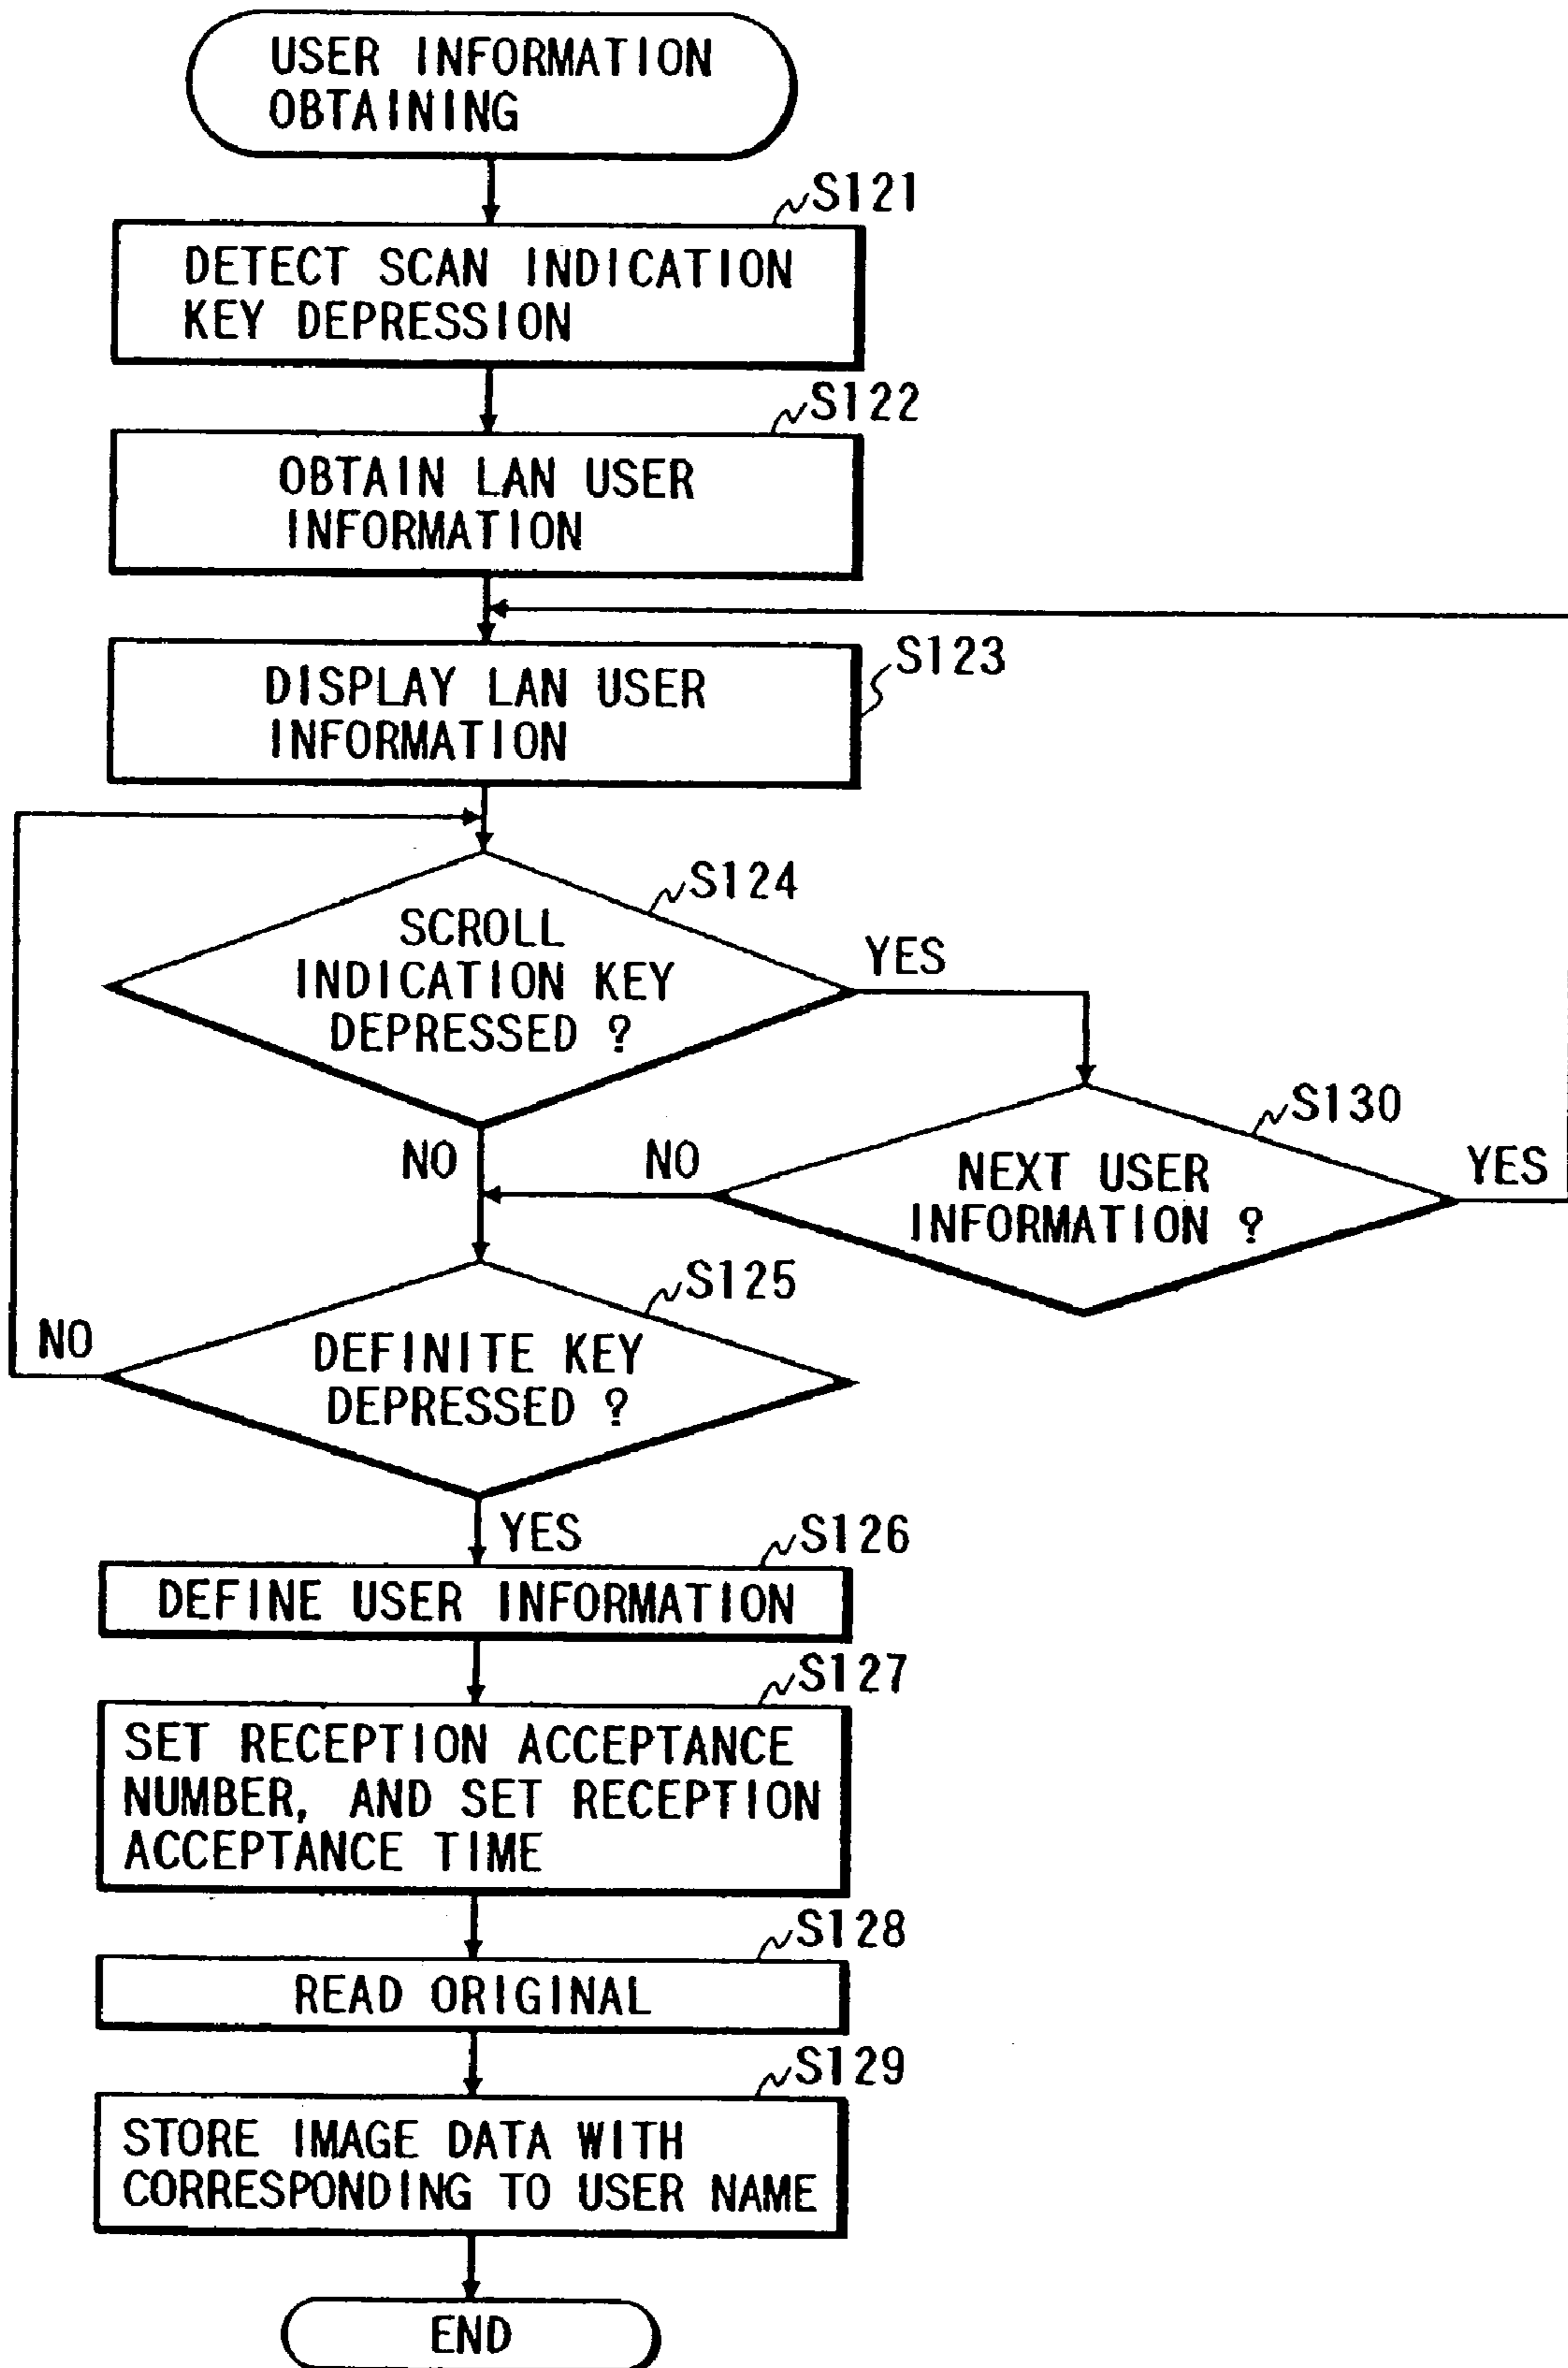 USER INFORMATION
OBTAINING
S121
DETECT SCAN INDICATION
KEY DEPRESSION
S122
OBTAIN LAN USER
INFORMATION
S123
DISPLAY LAN USER
INFORMATION
S124
SCROLL
INDICATION KEY
DEPRESSED ?
YES
S130
NO
NO
NEXT USER
INFORMATION ?
YES
S125
NO
DEFINITE KEY
DEPRESSED ?
YES
S126
DEFINE USER INFORMATION
S127
SET RECEPTION ACCEPTANCE
NUMBER, AND SET RECEPTION
ACCEPTANCE TIME
S128
READ ORIGINAL
S129
STORE IMAGE DATA WITH
CORRESPONDING TO USER NAME
END